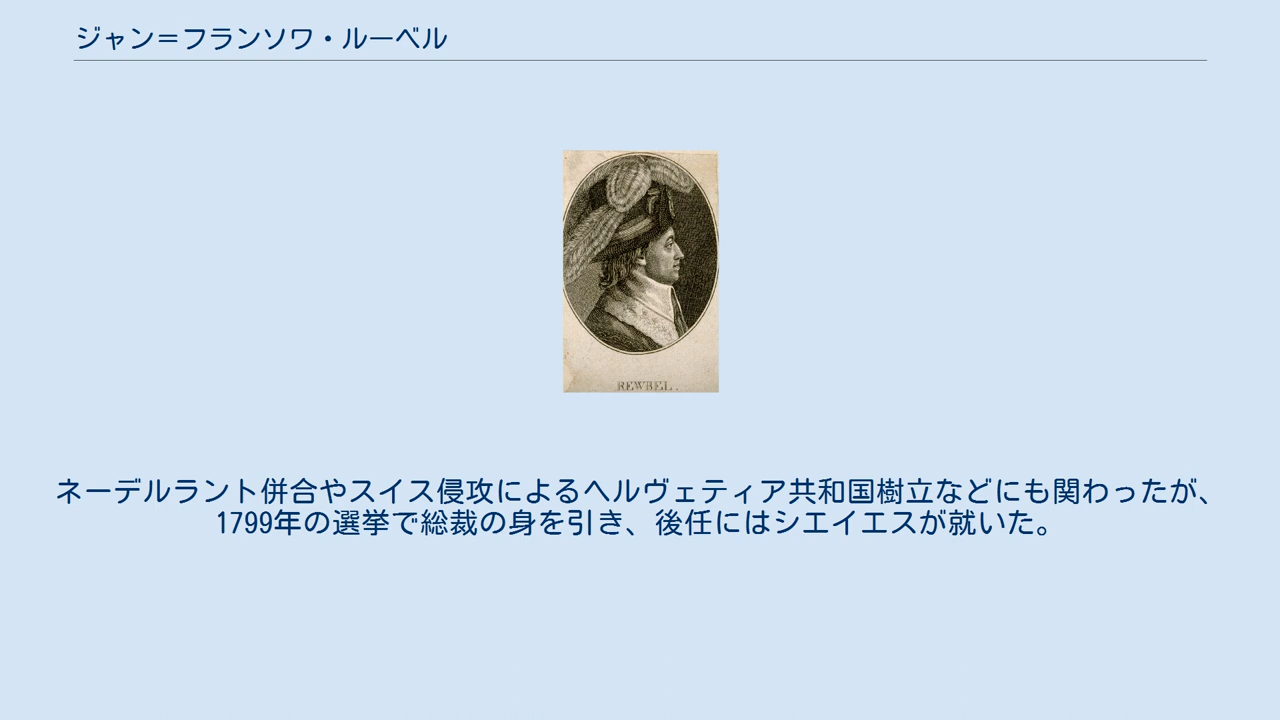 ジャン＝フランソワ・ルーベル
REWBEL.
ネーデルラント併合やスイス侵攻によるヘルヴェティア共和国樹立などにも関わったが、
1799年の選挙で総裁の身を引き、後任にはシエイエスが就いた。